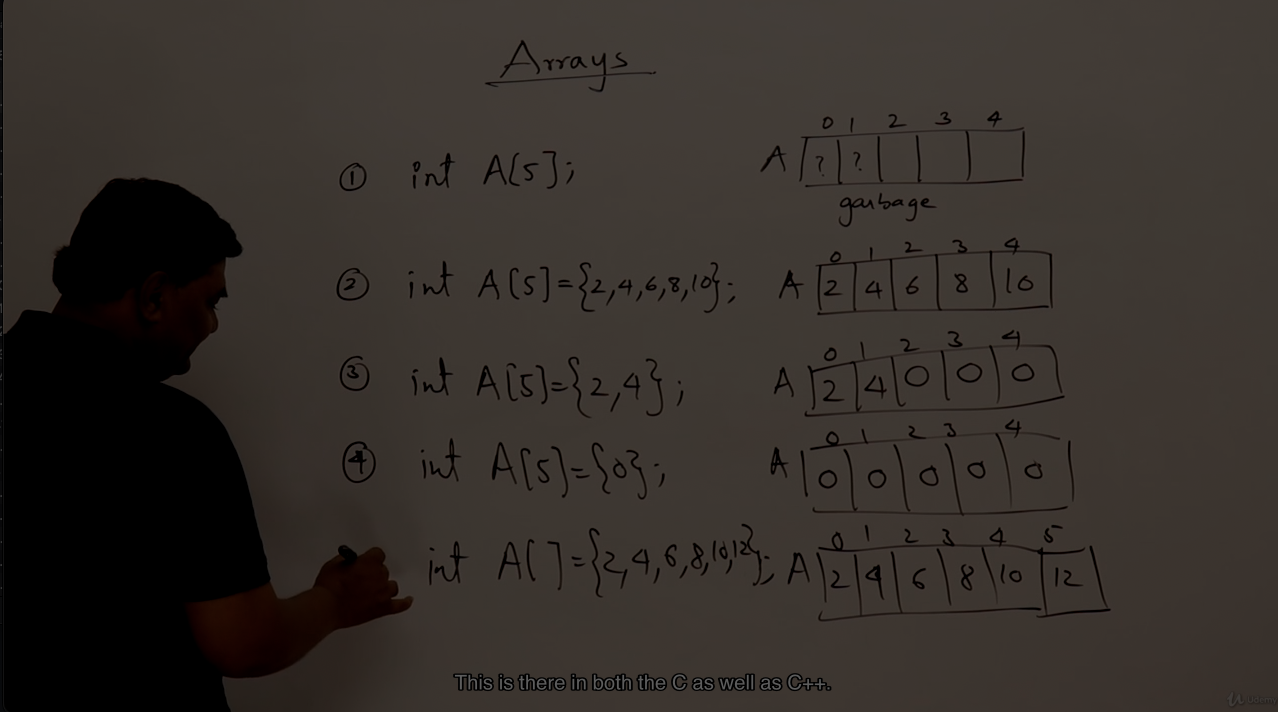 Arrays
0 1 2 3 4
① int A[5]; A ? ?
garbage
0 1 2 3 4
② int A[5]={2,4,6,8,10}; A 2 4 6 8 10
0 1 2 3 4
③ int A[5]={2,4}; A 2 4 0 0 0
0 1 2 3 4
④ int A[5]={0}; A 0 0 0 0 0
0 1 2 3 4 5
int A[]={2,4,6,8,10,12}; A 2 4 6 8 10 12
This is there in both the C as well as C++.
Udemy